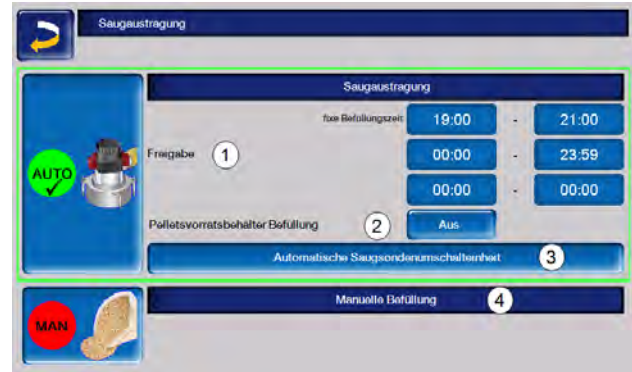 Saugaustragung
Saugaustragung
fixe Befüllungszeit 19:00 - 21:00
Freigabe 1 00:00 - 23:59
AUTO
00:00 - 00:00
Pelletsvorratsbehälter Befüllung 2 Aus
Automatische Saugsondenumschalteinheit 3
Manuelle Befüllung 4
MAN